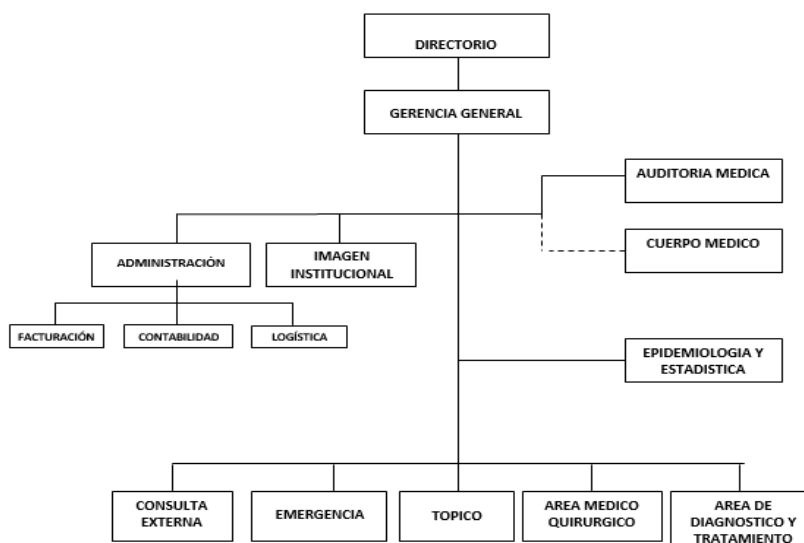 DIRECTORIO
GERENCIA GENERAL
AUDITORIA MEDICA
CUERPO MEDICO
ADMINISTRACIÓN
IMAGEN
INSTITUCIONAL
FACTURACIÓN
CONTABILIDAD
LOGÍSTICA
EPIDEMIOLOGIA Y
ESTADISTICA
CONSULTA
EXTERNA
EMERGENCIA
TOPICO
AREA MEDICO
QUIRURGICO
AREA DE
DIAGNOSTICO Y
TRATAMIENTO